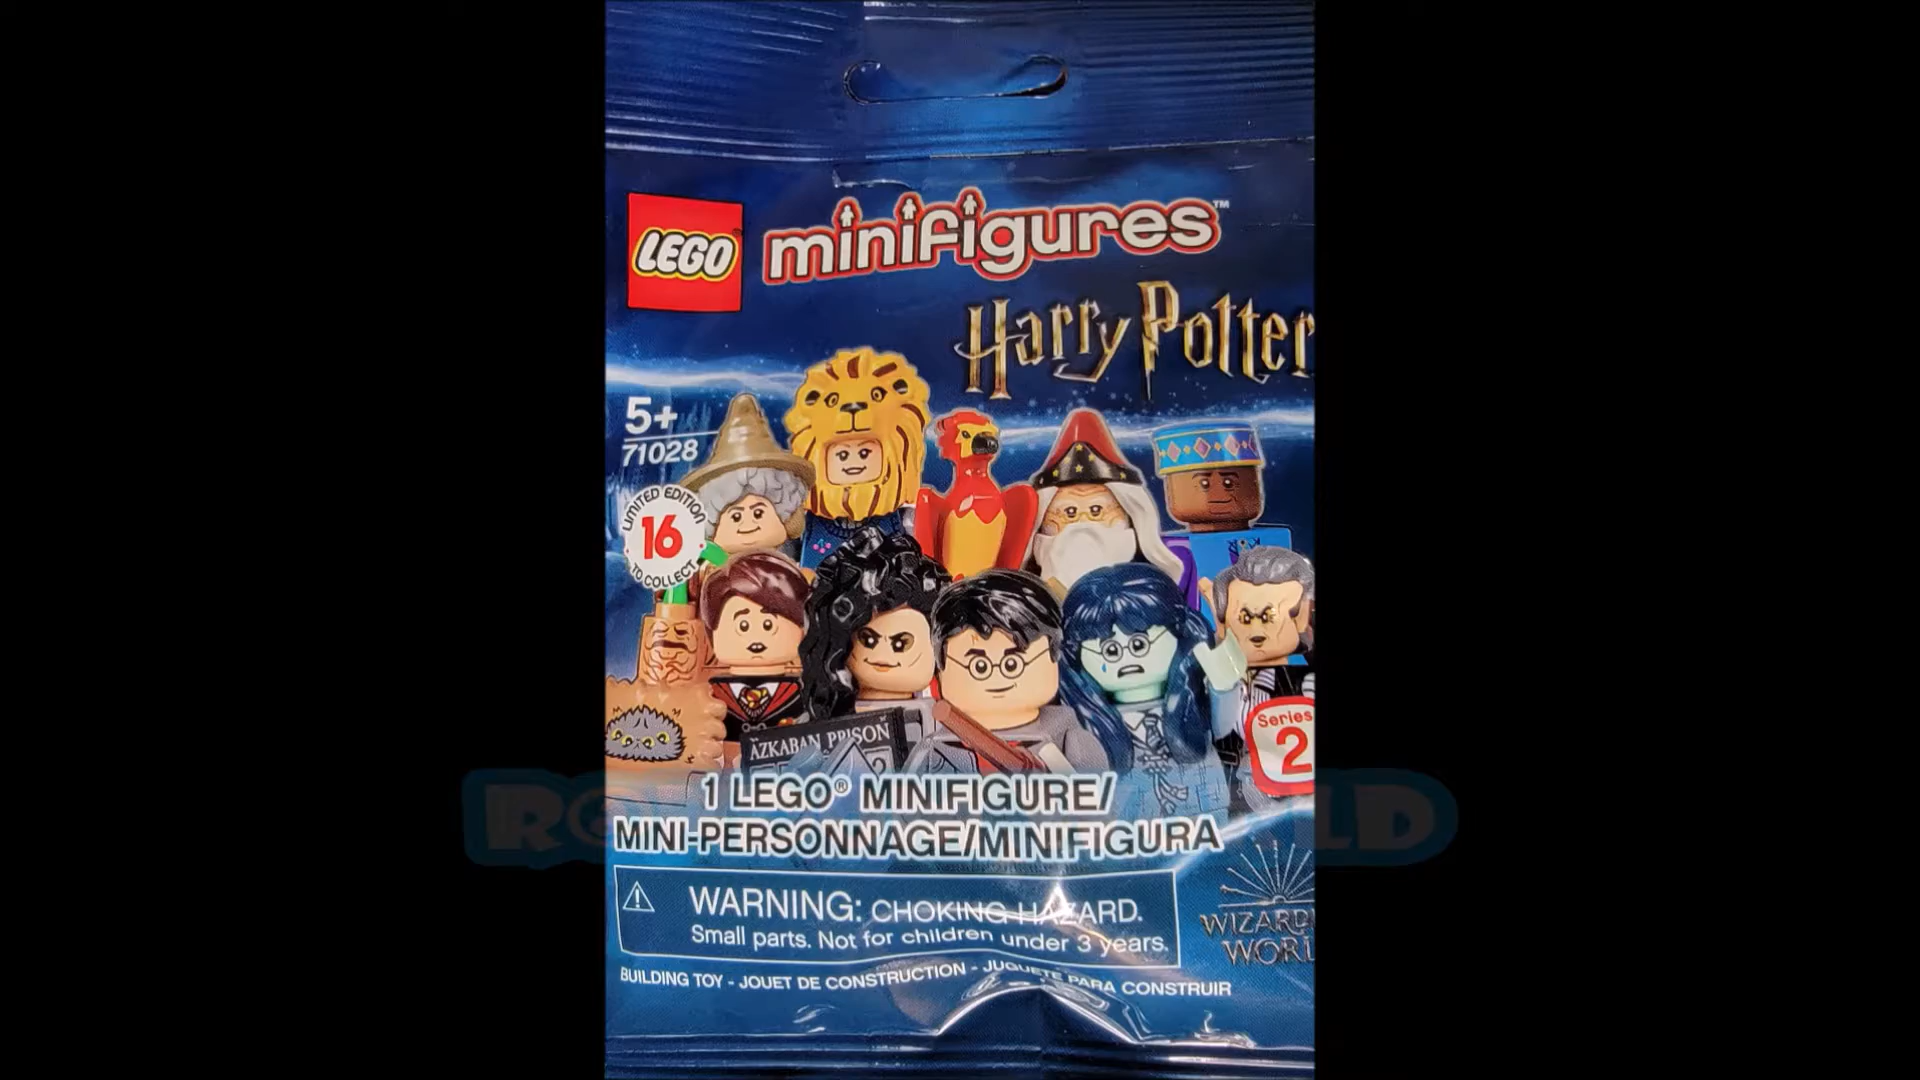 LEGO
minifigures™
Harry Potter
5+
71028
LIMITED EDITION
16
TO COLLECT
AZKABAN PRISON
Series
2
1 LEGO® MINIFIGURE/
MINI-PERSONNAGE/MINIFIGURA
WARNING: CHOKING HAZARD.
Small parts. Not for children under 3 years.
BUILDING TOY - JOUET DE CONSTRUCTION - JUGUETE PARA CONSTRUIR